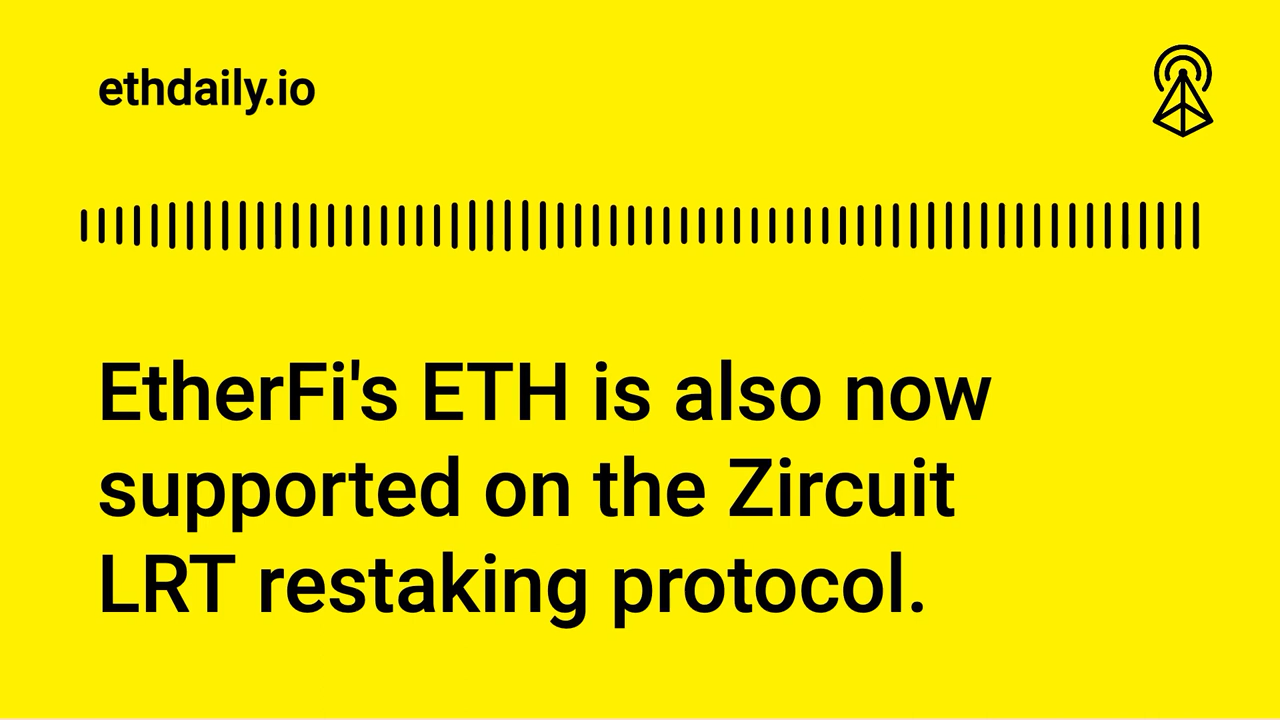 ethdaily.io
EtherFi's ETH is also now
supported on the Zircuit
LRT restaking protocol.